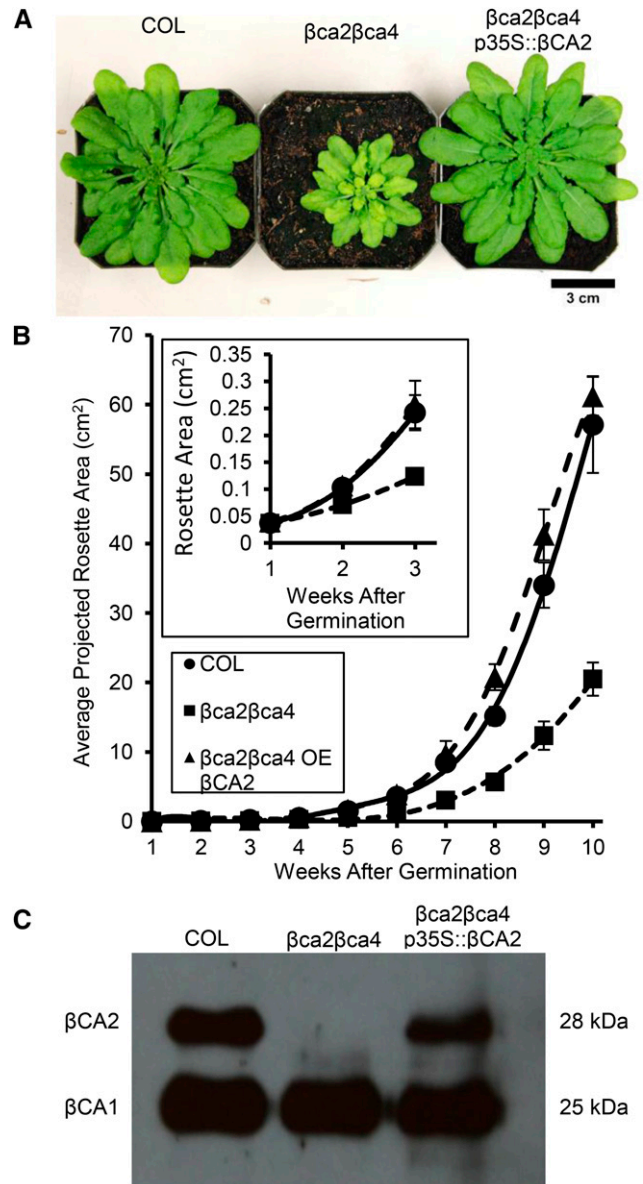 A
COL
βca2βca4
βca2βca4
p35S::βCA2
3 cm
B
Average Projected Rosette Area (cm²)
70
60
50
40
30
20
10
0
1 2 3 4 5 6 7 8 9 10
Weeks After Germination
Rosette Area (cm²)
0.35
0.3
0.25
0.2
0.15
0.1
0.05
0
1 2 3
Weeks After
Germination
COL
βca2βca4
βca2βca4 OE
βCA2
C
COL
βca2βca4
βca2βca4
p35S::βCA2
βCA2
28 kDa
βCA1
25 kDa